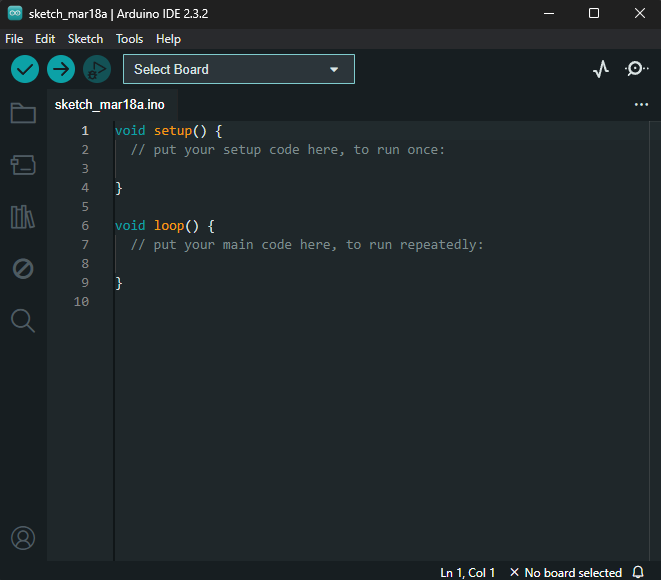 sketch_mar18a | Arduino IDE 2.3.2
File Edit Sketch Tools Help
Select Board
sketch_mar18a.ino
1 void setup() {
2 // put your setup code here, to run once:
3
4 }
5
6 void loop() {
7 // put your main code here, to run repeatedly:
8
9 }
10
Ln 1, Col 1 × No board selected